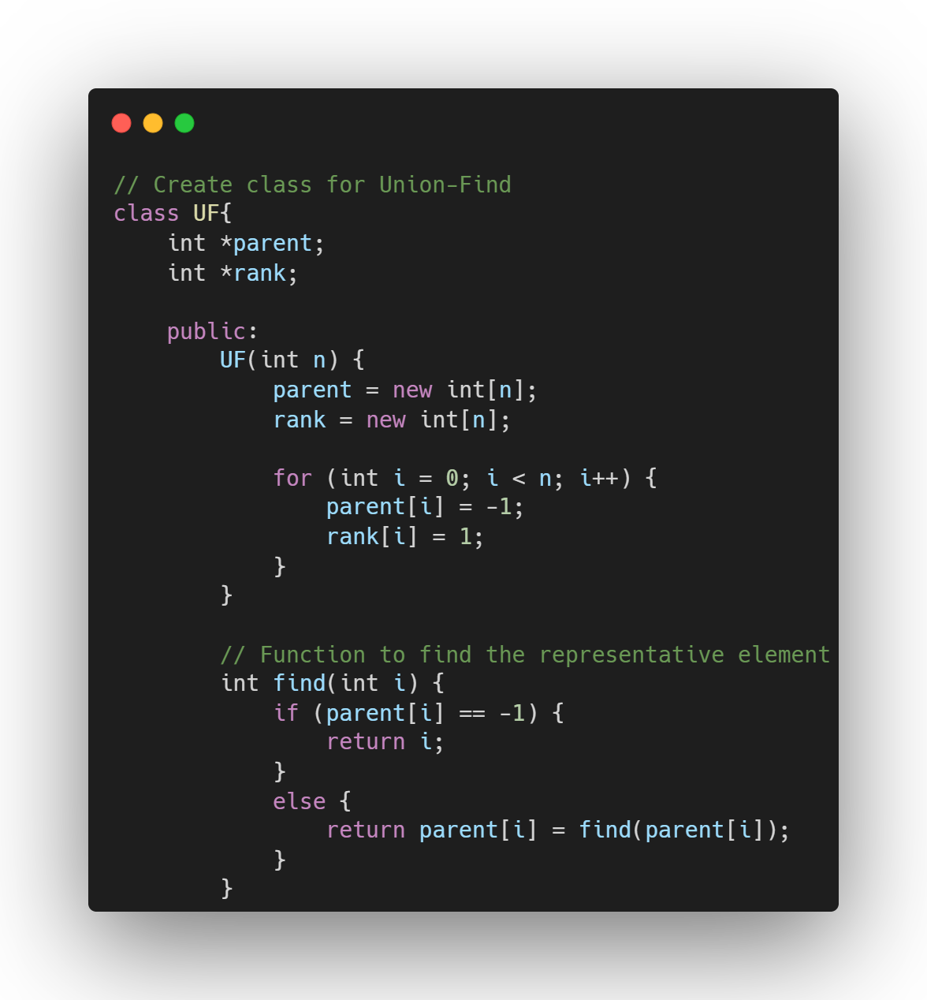 // Create class for Union-Find
class UF{
    int *parent;
    int *rank;

    public:
        UF(int n) {
            parent = new int[n];
            rank = new int[n];

            for (int i = 0; i < n; i++) {
                parent[i] = -1;
                rank[i] = 1;
            }
        }

        // Function to find the representative element
        int find(int i) {
            if (parent[i] == -1) {
                return i;
            }
            else {
                return parent[i] = find(parent[i]);
            }
        }